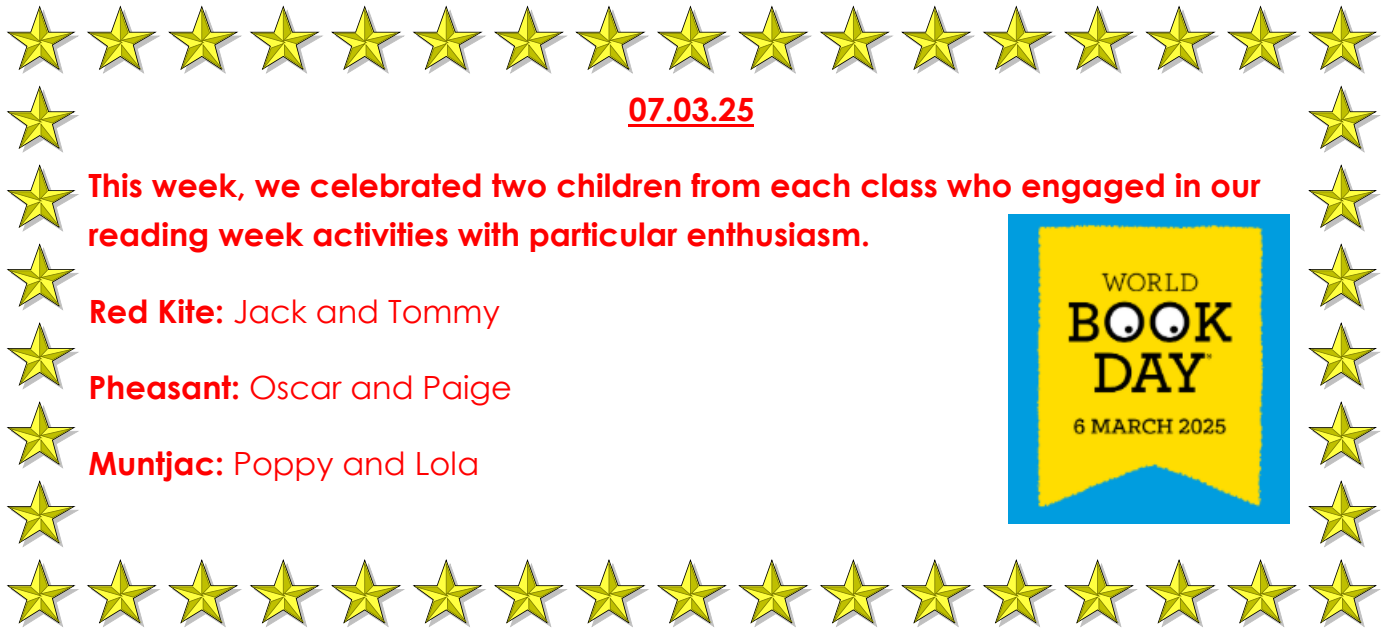 07.03.25
This week, we celebrated two children from each class who engaged in our
reading week activities with particular enthusiasm.
Red Kite: Jack and Tommy
Pheasant: Oscar and Paige
Muntjac: Poppy and Lola
WORLD
BOOK
DAY™
6 MARCH 2025